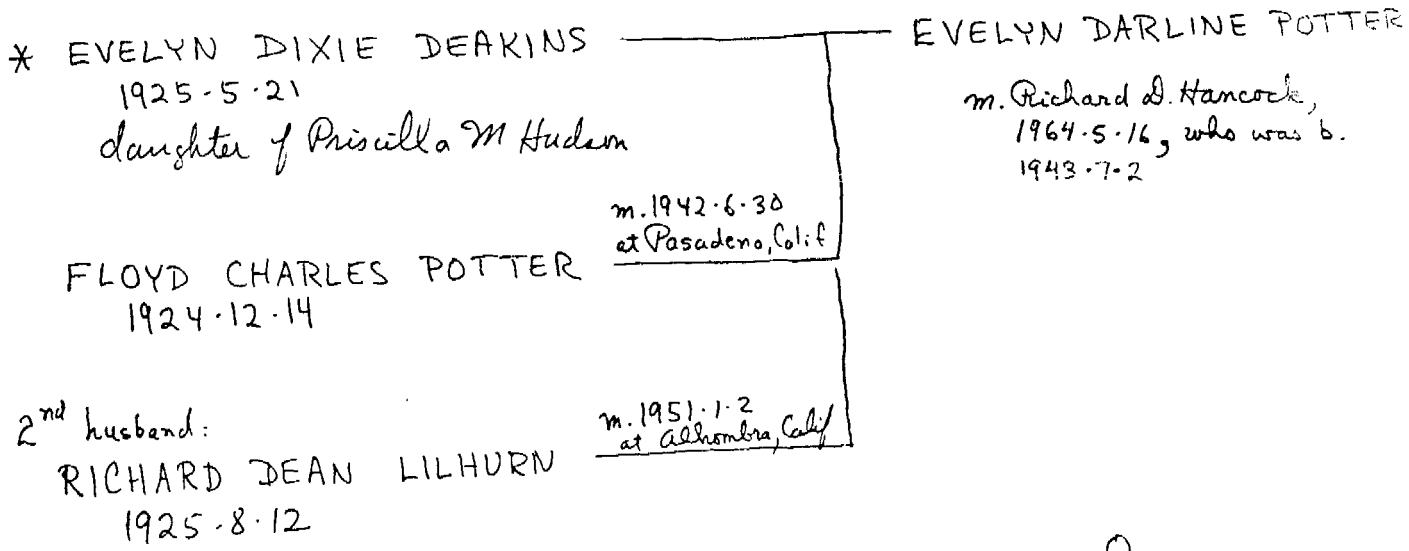 * EVELYN DIXIE DEAKINS
1925·5·21
daughter of Priscilla M Hudson
EVELYN DARLINE POTTER
m. Richard D. Hancock,
1964·5·16, who was b.
1943·7·2
m. 1942·6·30
at Pasadena, Calif
FLOYD CHARLES POTTER
1924·12·14
2nd husband:
m. 1951·1·2
at Alhambra, Calif
RICHARD DEAN LILHURN
1925·8·12